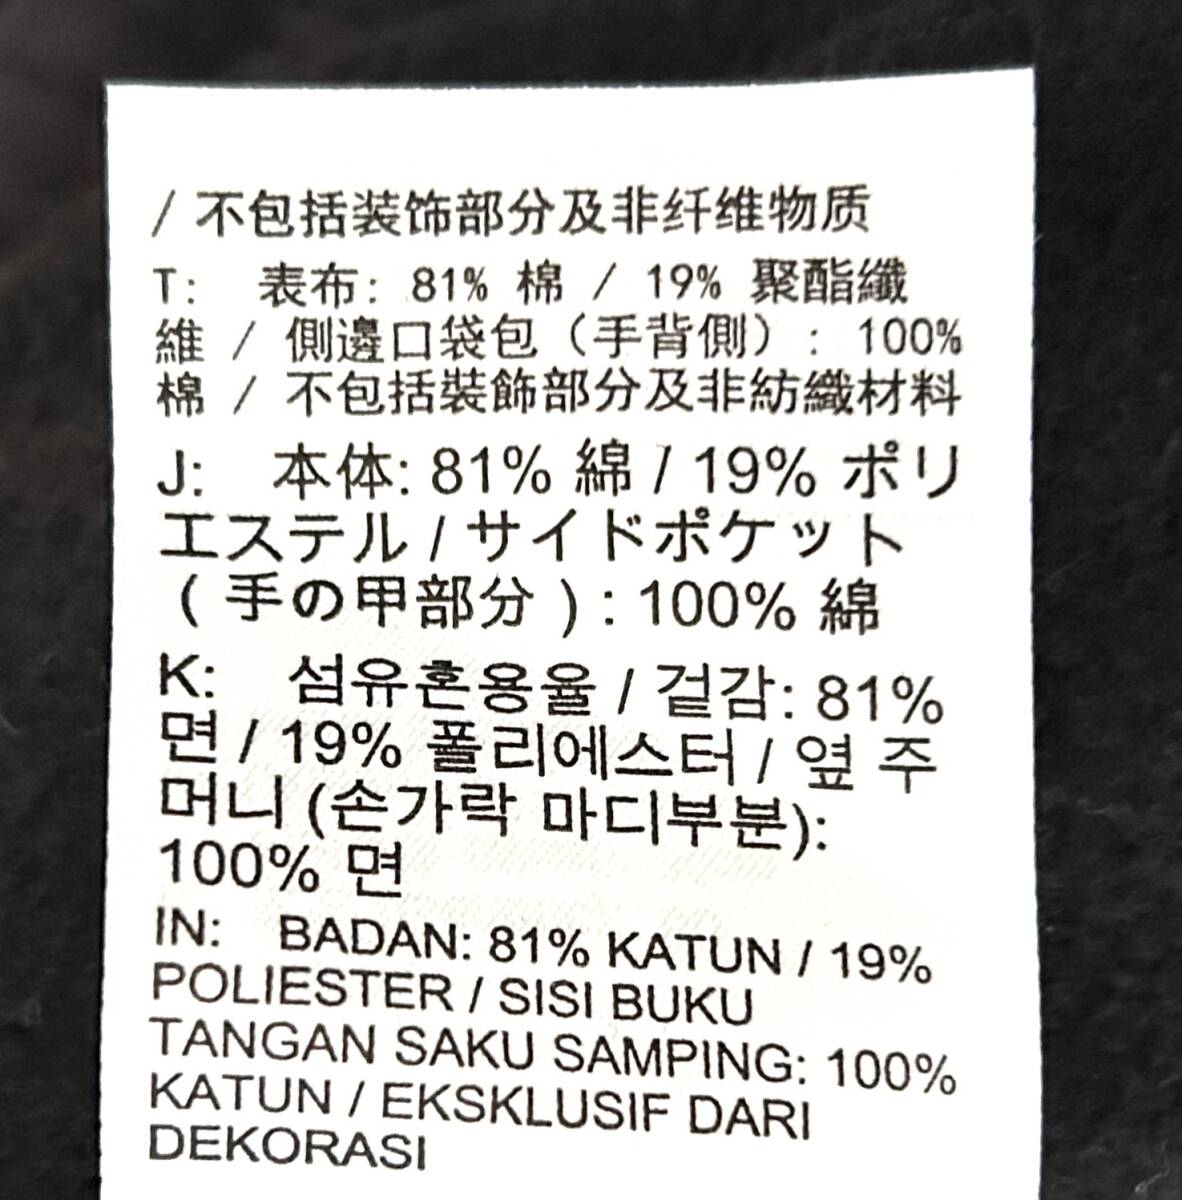 / 不包括装饰部分及非纤维物质
T: 表布: 81% 棉 / 19% 聚酯纖
維 / 側邊口袋包（手背側）: 100%
棉 / 不包括裝飾部分及非紡織材料
J: 本体: 81% 綿 / 19% ポリ
エステル / サイドポケット
( 手の甲部分 ) : 100% 綿
K: 섬유혼용율 / 겉감: 81%
면 / 19% 폴리에스터 / 옆 주
머니 (손가락 마디부분):
100% 면
IN: BADAN: 81% KATUN / 19%
POLIESTER / SISI BUKU
TANGAN SAKU SAMPING: 100%
KATUN / EKSKLUSIF DARI
DEKORASI